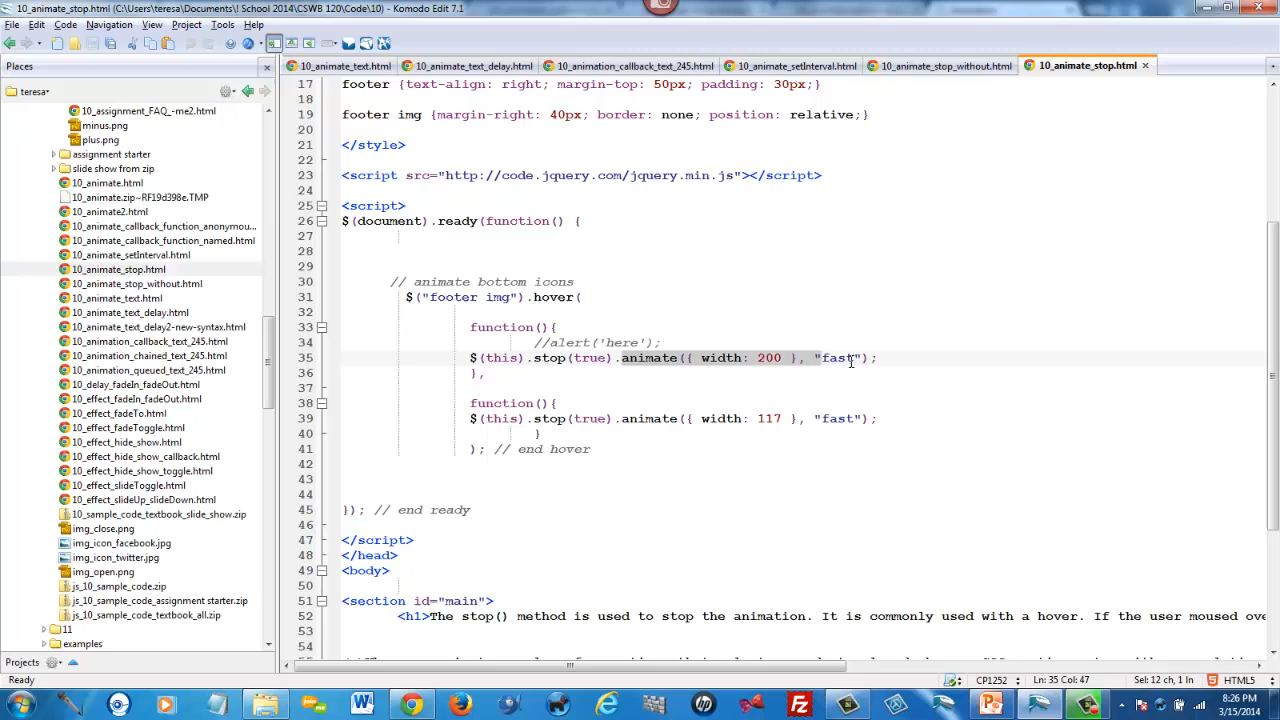 10_animate_stop.html (C:\Users\teresa\Documents\! School 2014\CSWB 120\Code\10) - Komodo Edit 7.1
File Edit Code Navigation View Project Tools Help
Places
teresa
10_assignment_FAQ_-me2.html
minus.png
plus.png
assignment starter
slide show from zip
10_animate.html
10_animate.zip~RF19d398e.TMP
10_animate2.html
10_animate_callback_function_anonymou...
10_animate_callback_function_named.html
10_animate_setInterval.html
10_animate_stop.html
10_animate_stop_without.html
10_animate_text.html
10_animate_text_delay.html
10_animate_text_delay2-new-syntax.html
10_animation_callback_text_245.html
10_animation_chained_text_245.html
10_animation_queued_text_245.html
10_delay_fadeIn_fadeOut.html
10_effect_fadeIn_fadeOut.html
10_effect_fadeTo.html
10_effect_fadeToggle.html
10_effect_hide_show.html
10_effect_hide_show_callback.html
10_effect_hide_show_toggle.html
10_effect_slideToggle.html
10_effect_slideUp_slideDown.html
10_sample_code_textbook_slide_show.zip
img_close.png
img_icon_facebook.jpg
img_icon_twitter.jpg
img_open.png
js_10_sample_code.zip
js_10_sample_code_assignment starter.zip
js_10_sample_code_textbook_all.zip
11
examples
Projects
10_animate_text.html 10_animate_text_delay.html 10_animation_callback_text_245.html 10_animate_setInterval.html 10_animate_stop_without.html 10_animate_stop.html
17 footer {text-align: right; margin-top: 50px; padding: 30px;}
18
19 footer img {margin-right: 40px; border: none; position: relative;}
20
21 </style>
22
23 <script src="http://code.jquery.com/jquery.min.js"></script>
24
25 <script>
26 $(document).ready(function() {
27
28
29
30 // animate bottom icons
31 $("footer img").hover(
32
33 function(){
34 //alert('here');
35 $(this).stop(true).animate({ width: 200 }, "fast");
36 },
37
38 function(){
39 $(this).stop(true).animate({ width: 117 }, "fast");
40 }
41 ); // end hover
42
43
44
45 }); // end ready
46
47 </script>
48 </head>
49 <body>
50
51 <section id="main">
52 <h1>The stop() method is used to stop the animation. It is commonly used with a hover. If the user moused ove
53
54
Ready
CP1252 Ln: 35 Col: 47 Sel: 12 ch, 1 ln HTML5
8:26 PM
3/15/2014